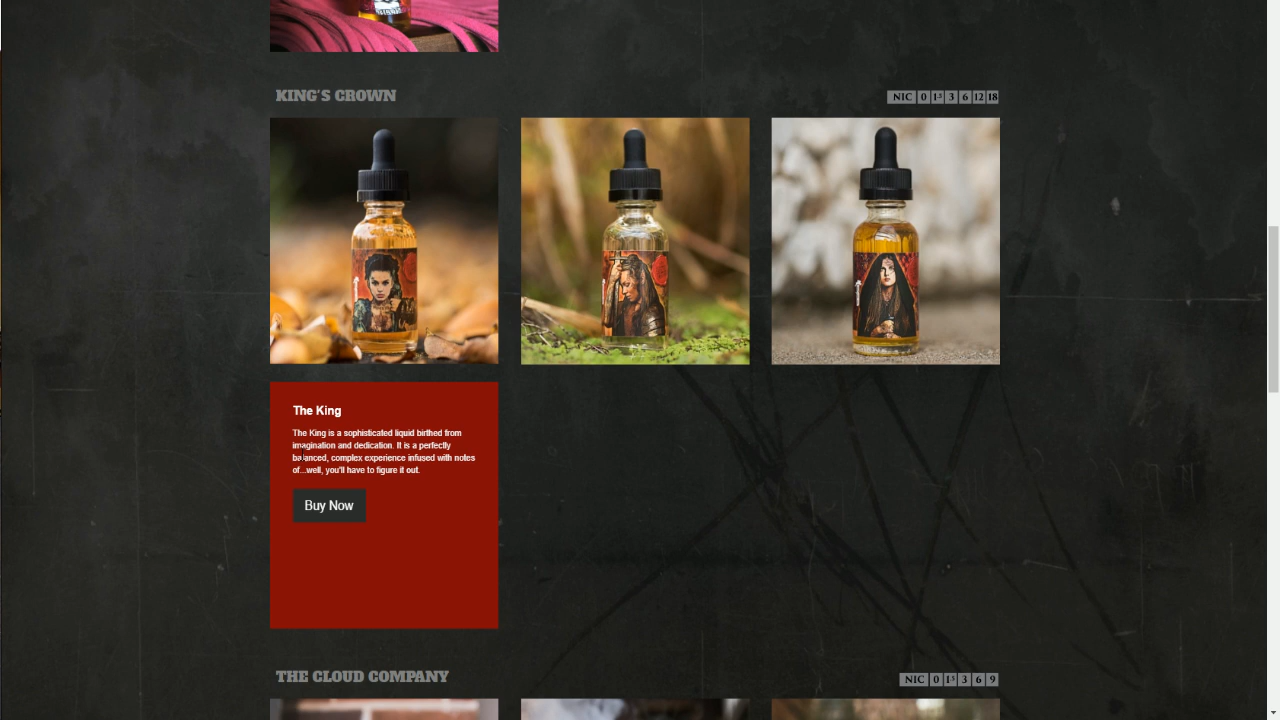 KING'S CROWN
NIC 0 1.5 3 6 12 18
The King
The King is a sophisticated liquid birthed from
imagination and dedication. It is a perfectly
balanced, complex experience infused with notes
of...well, you'll have to figure it out.
Buy Now
THE CLOUD COMPANY
NIC 0 1.5 3 6 9